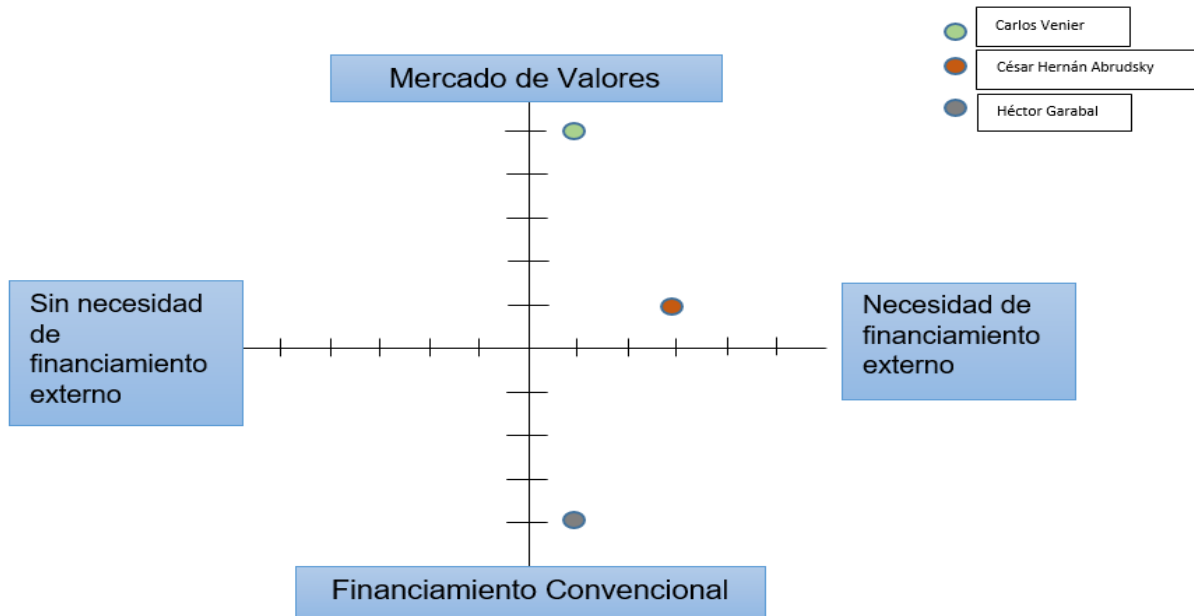 Carlos Venier
Mercado de Valores
César Hernán Abrudsky
Héctor Garabal
Sin necesidad
de
financiamiento
externo
Necesidad de
financiamiento
externo
Financiamiento Convencional